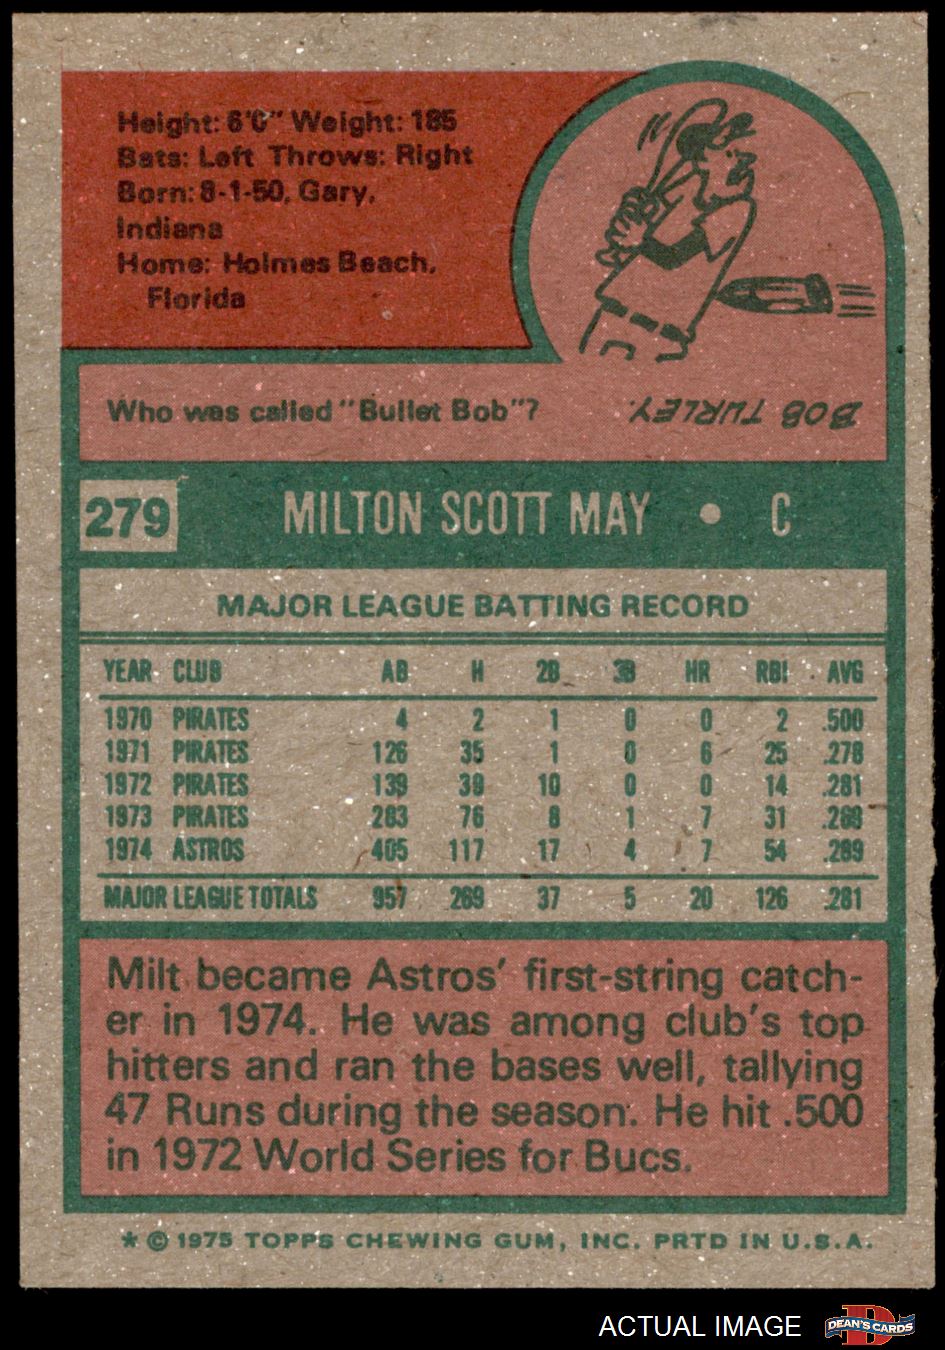 Height: 6'0" Weight: 185
Bats: Left Throws: Right
Born: 8-1-50, Gary,
Indiana
Home: Holmes Beach,
Florida
Who was called "Bullet Bob"?
BOB TURLEY.
279 MILTON SCOTT MAY • C
MAJOR LEAGUE BATTING RECORD
YEAR CLUB AB H 2B 3B HR RBI AVG
1970 PIRATES 4 2 1 0 0 2 .500
1971 PIRATES 126 35 1 0 6 25 .278
1972 PIRATES 139 39 10 0 0 14 .281
1973 PIRATES 283 76 8 1 7 31 .269
1974 ASTROS 405 117 17 4 7 54 .289
MAJOR LEAGUE TOTALS 957 269 37 5 20 126 .281
Milt became Astros' first-string catch-
er in 1974. He was among club's top
hitters and ran the bases well, tallying
47 Runs during the season. He hit .500
in 1972 World Series for Bucs.
* © 1975 TOPPS CHEWING GUM, INC. PRTD IN U.S.A.
ACTUAL IMAGE
DEAN'S CARDS